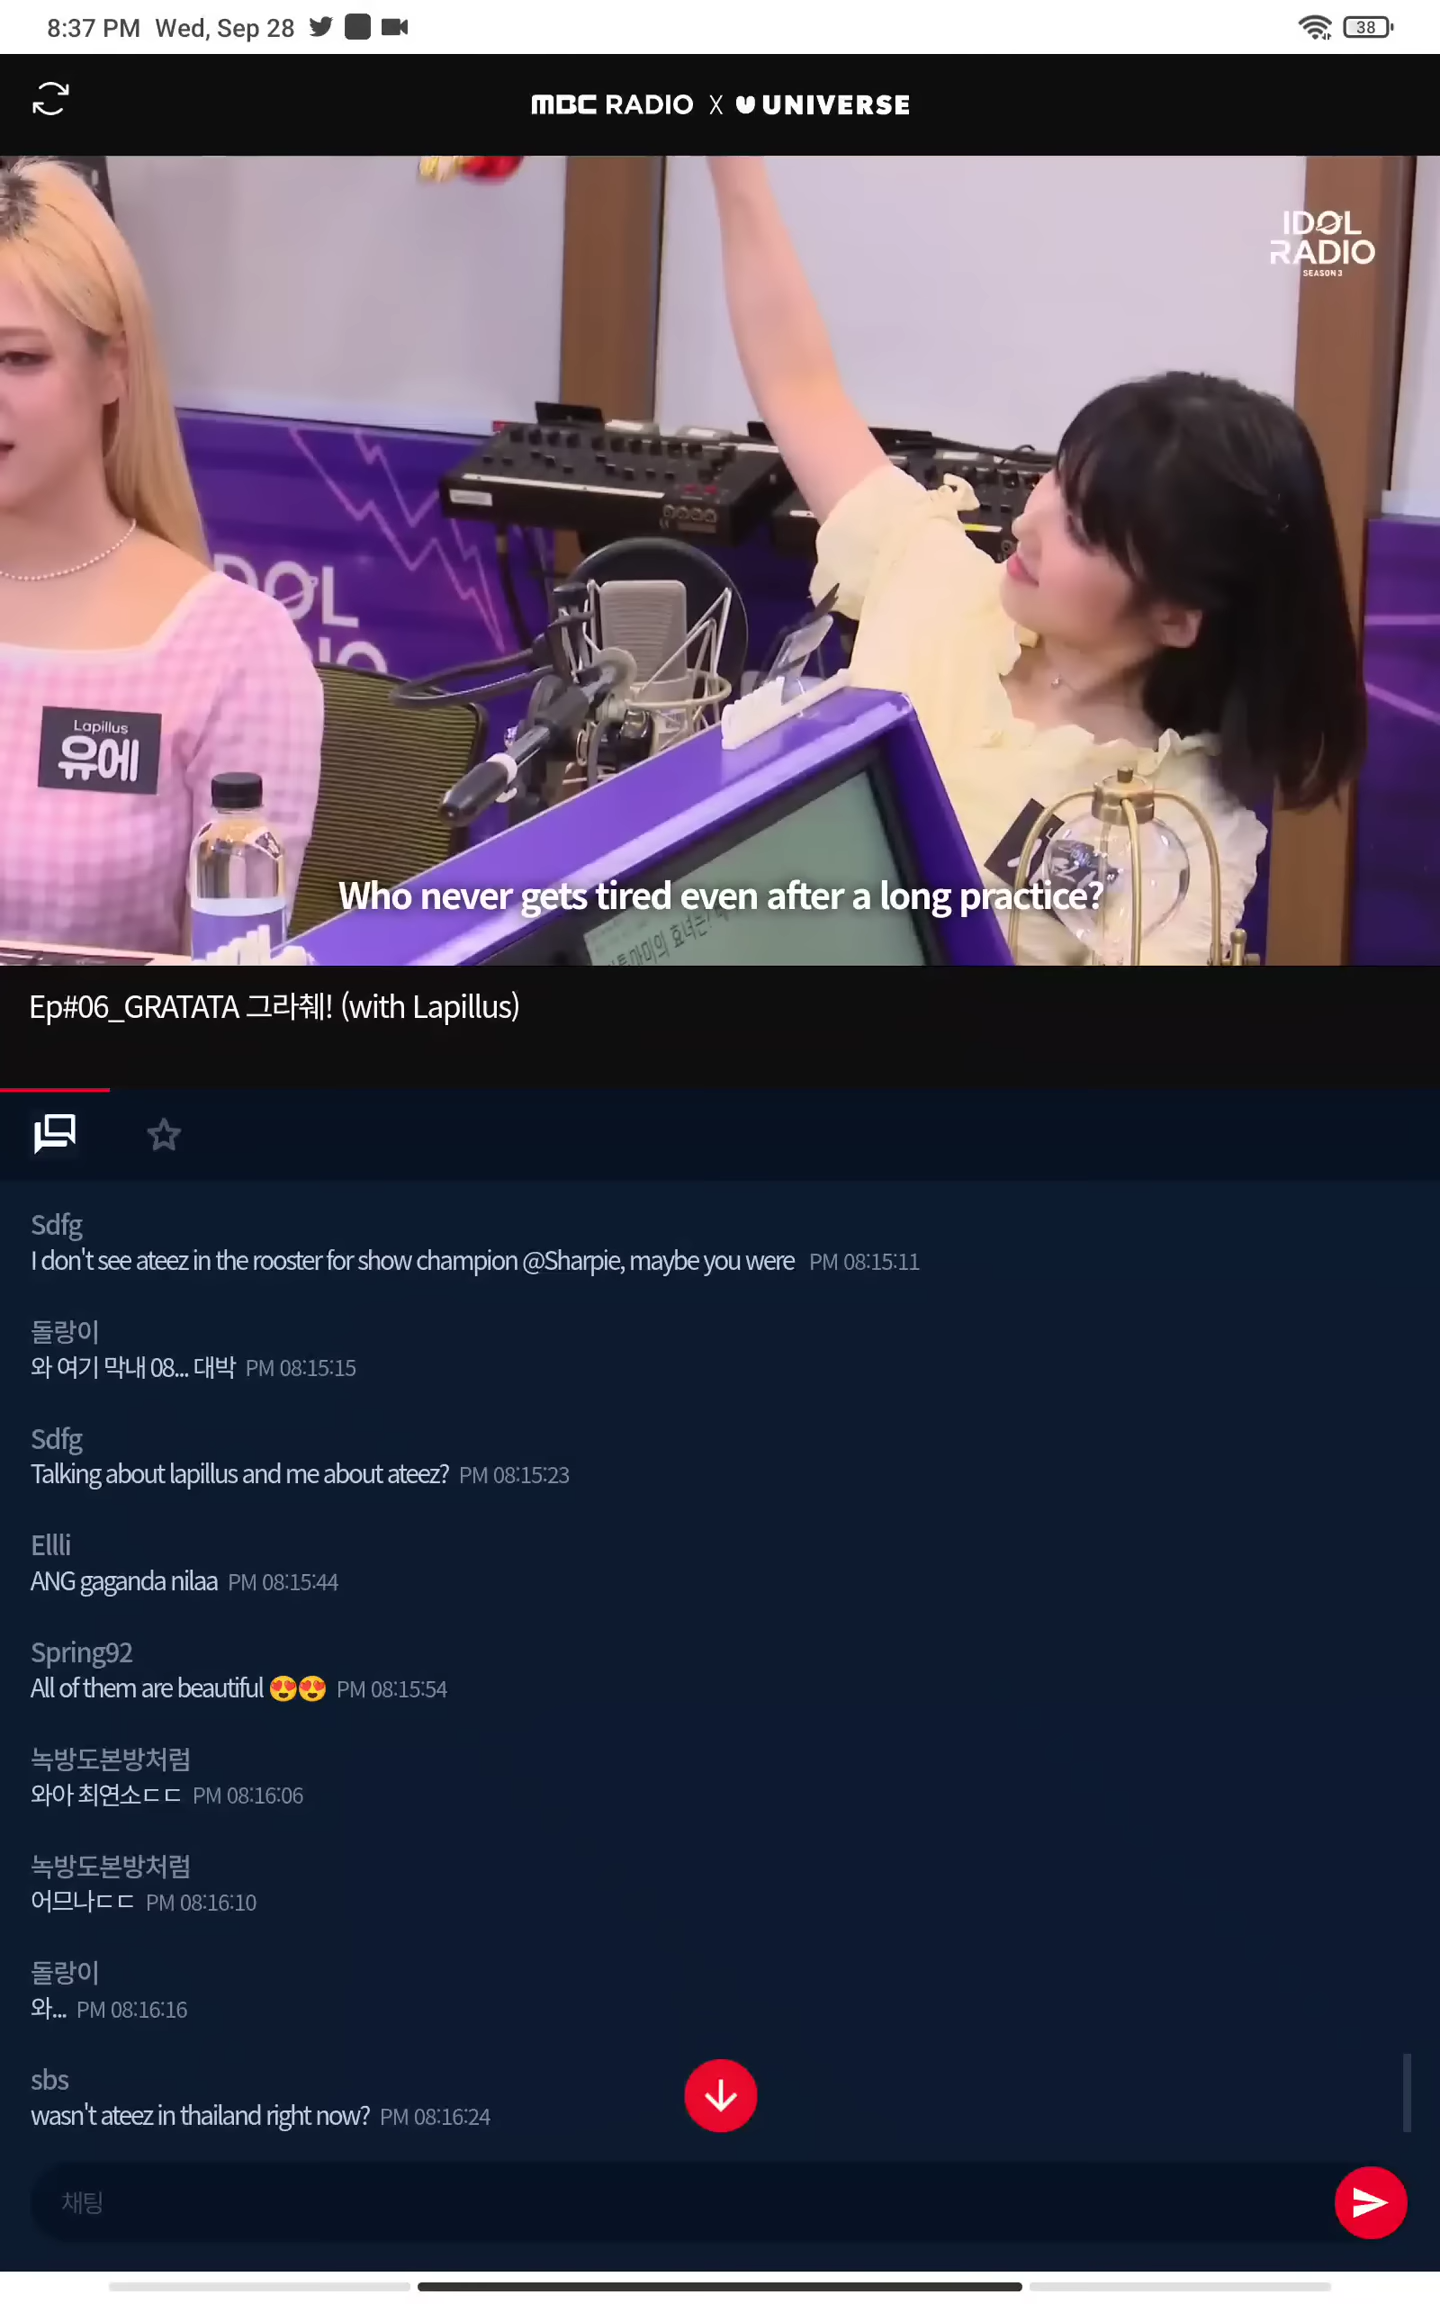 8:37 PM Wed, Sep 28
38
MBC RADIO X UNIVERSE
IDOL
RADIO
SEASON 3
Lapillus
유에
Who never gets tired even after a long practice?
Ep#06_GRATATA 그라췌! (with Lapillus)
Sdfg
I don't see ateez in the rooster for show champion @Sharpie, maybe you were PM 08:15:11
돌랑이
와 여기 막내 08... 대박 PM 08:15:15
Sdfg
Talking about lapillus and me about ateez? PM 08:15:23
Ellli
ANG gaganda nilaa PM 08:15:44
Spring92
All of them are beautiful 😍😍 PM 08:15:54
녹방도본방처럼
와아 최연소ㄷㄷ PM 08:16:06
녹방도본방처럼
어므나ㄷㄷ PM 08:16:10
돌랑이
와... PM 08:16:16
sbs
wasn't ateez in thailand right now? PM 08:16:24
채팅